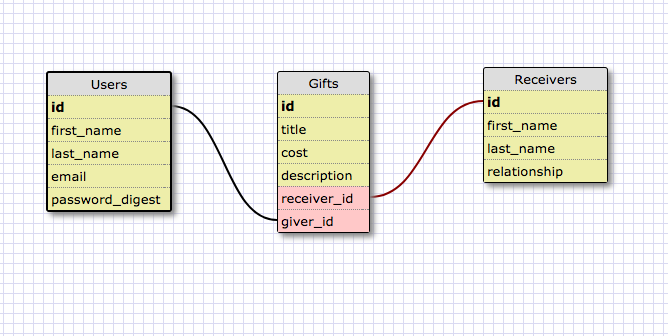 Users
id
first_name
last_name
email
password_digest
Gifts
id
title
cost
description
receiver_id
giver_id
Receivers
id
first_name
last_name
relationship